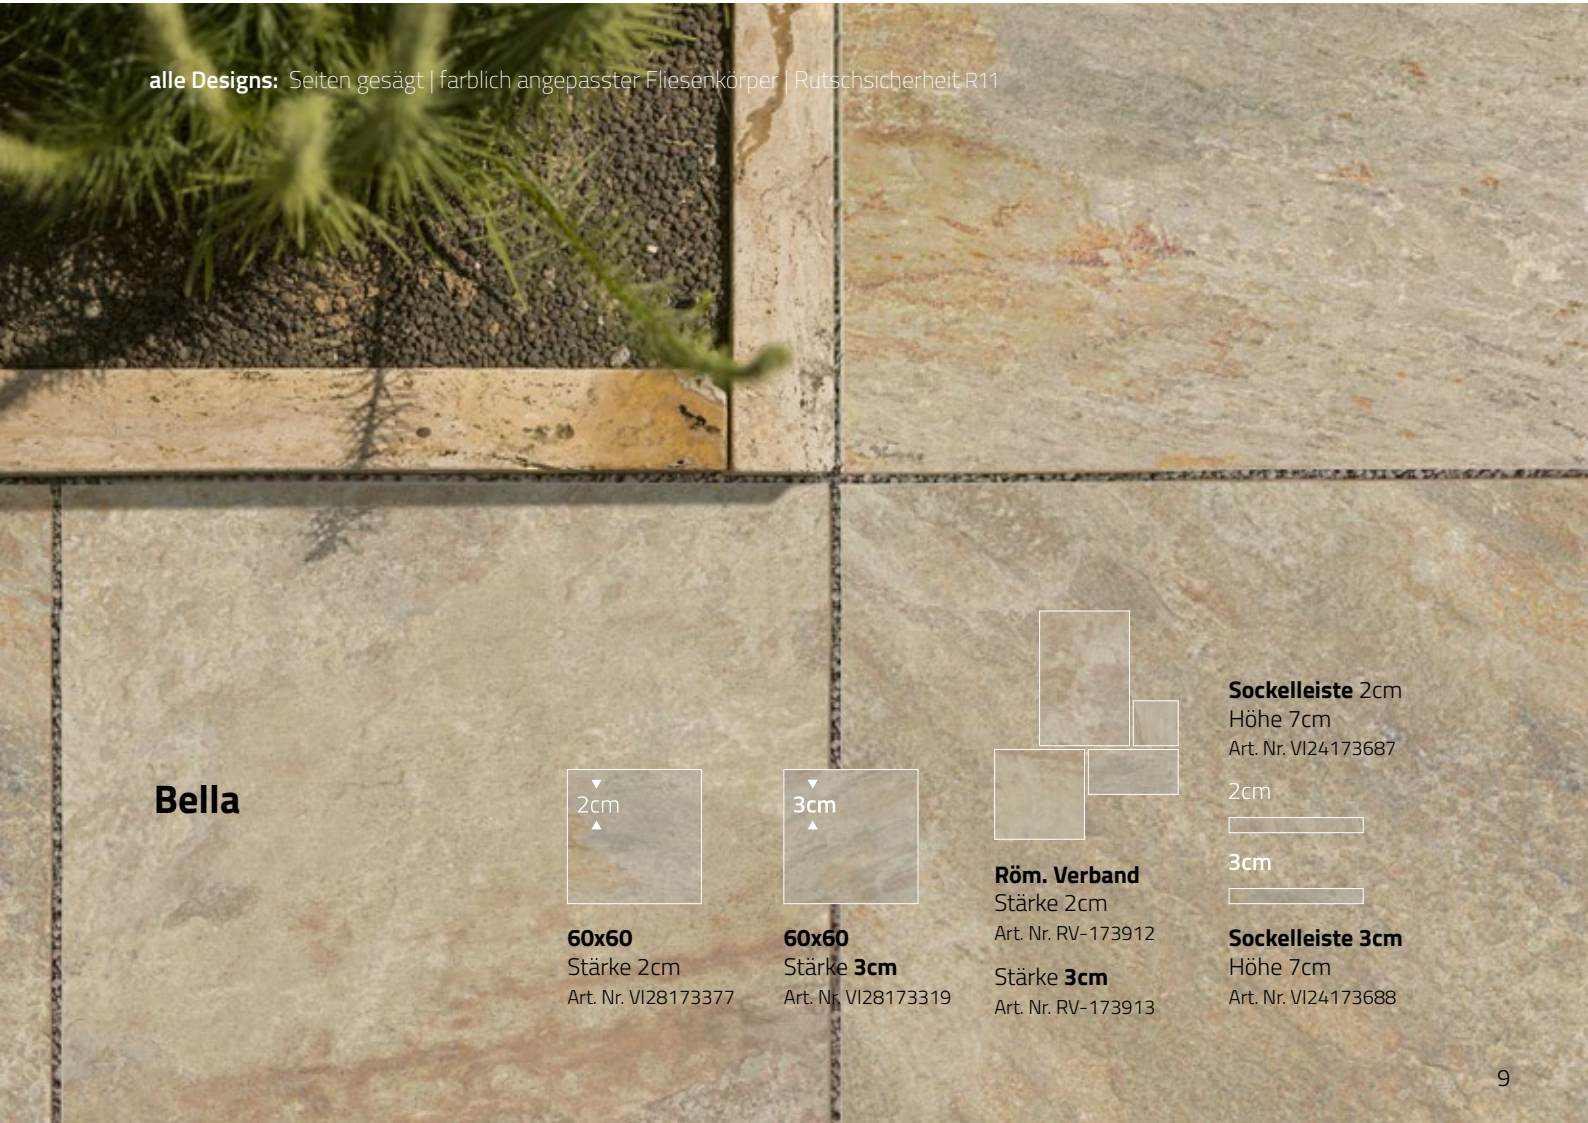 alle Designs: Seiten gesägt | farblich angepasster Fliesenkörper | Rutschsicherheit R11
Bella
2cm
60x60
Stärke 2cm
Art. Nr. VI28173377
3cm
60x60
Stärke 3cm
Art. Nr. VI28173319
Röm. Verband
Stärke 2cm
Art. Nr. RV-173912
Stärke 3cm
Art. Nr. RV-173913
Sockelleiste 2cm
Höhe 7cm
Art. Nr. VI24173687
2cm
3cm
Sockelleiste 3cm
Höhe 7cm
Art. Nr. VI24173688
9